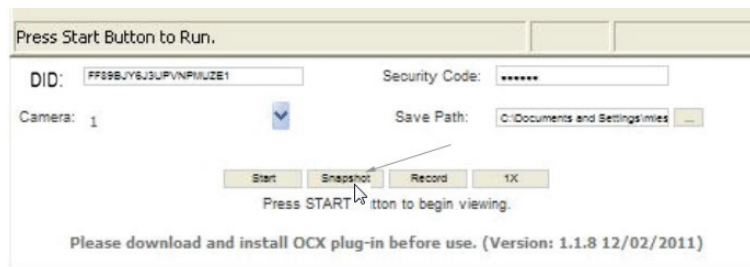 Press Start Button to Run.
DID: FF89BJY6J3UPVNPMUZE1 Security Code: ••••••
Camera: 1 Save Path: C:\Documents and Settings\mies ...
Start Snapshot Record 1X
Press START tton to begin viewing.
Please download and install OCX plug-in before use. (Version: 1.1.8 12/02/2011)